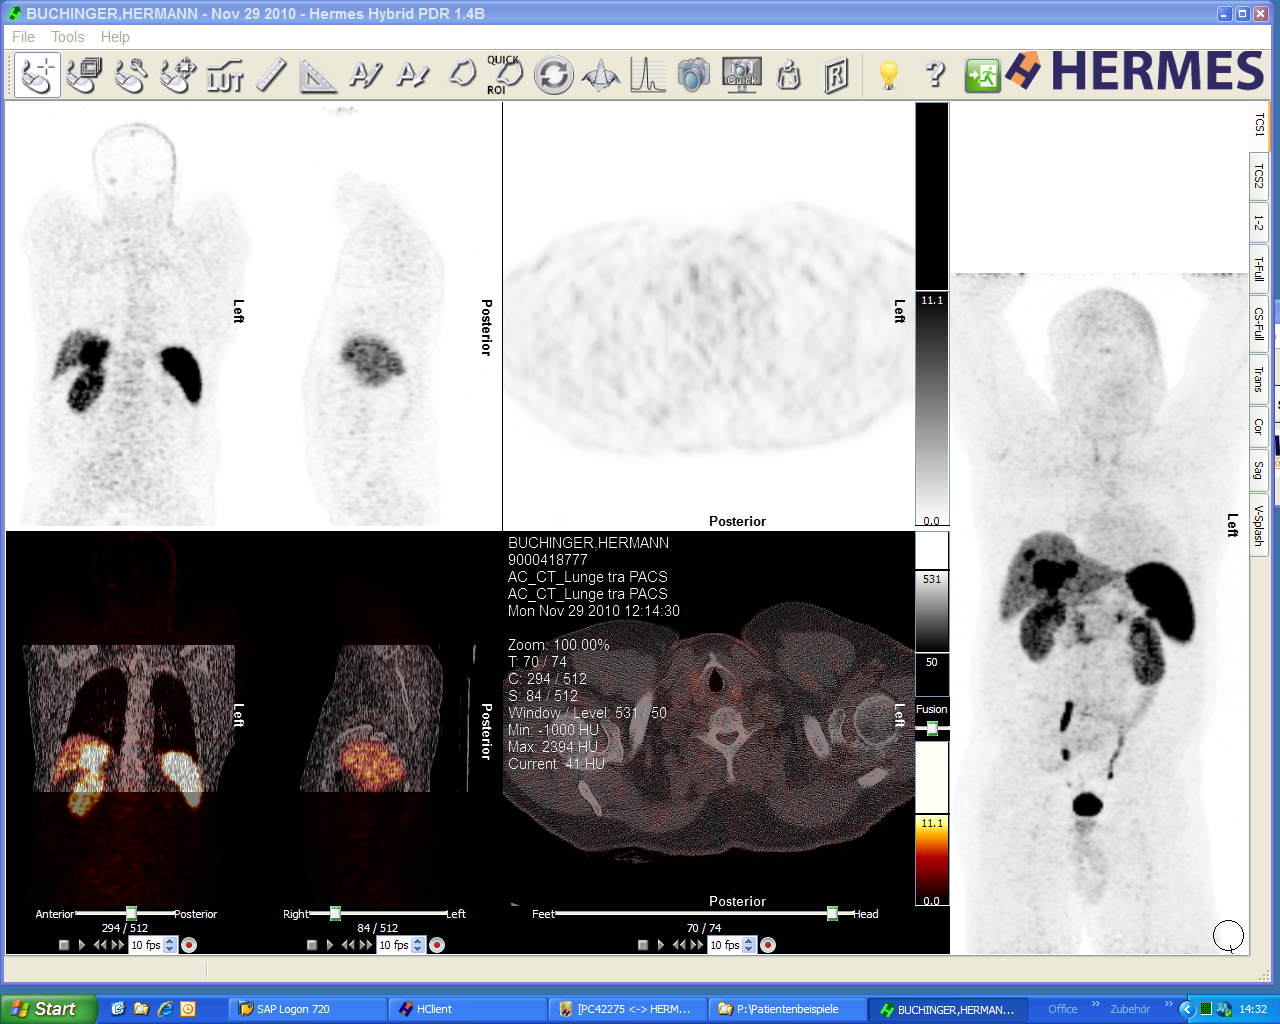 BUCHINGER,HERMANN - Nov 29 2010 - Hermes Hybrid PDR 1.4B
File Tools Help
LUT
QUICK
ROI
Quick
R
?
HERMES
TCS1
TCS2
1-2
T-Full
CS-Full
Trans
Cor
Sag
V-Splash
Left
Posterior
Left
Posterior
11.1
0.0
Left
BUCHINGER,HERMANN
9000418777
AC_CT_Lunge tra PACS
AC_CT_Lunge tra PACS
Mon Nov 29 2010 12:14:30
Zoom: 100.00%
T: 70 / 74
C: 294 / 512
S: 84 / 512
Window / Level: 531 / 50
Min: -1000 HU
Max: 2394 HU
Current: 41 HU
Left
Posterior
Left
Posterior
531
50
Fusion
11.1
0.0
Anterior Posterior
294 / 512
10 fps
Right Left
84 / 512
10 fps
Feet Head
70 / 74
10 fps
Start
SAP Logon 720
HClient
[PC42275 <-> HERM...
P:\Patientenbeispiele
BUCHINGER,HERMAN...
Office »
Zubehör »
14:32